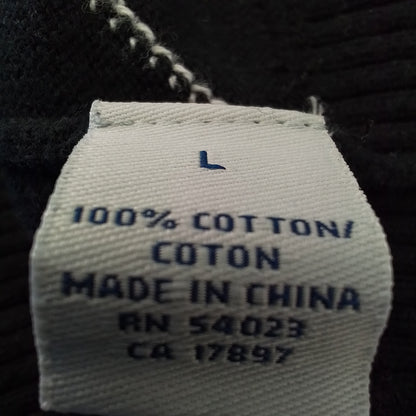 L
100% COTTON/
COTON
MADE IN CHINA
RN 54023
CA 17897